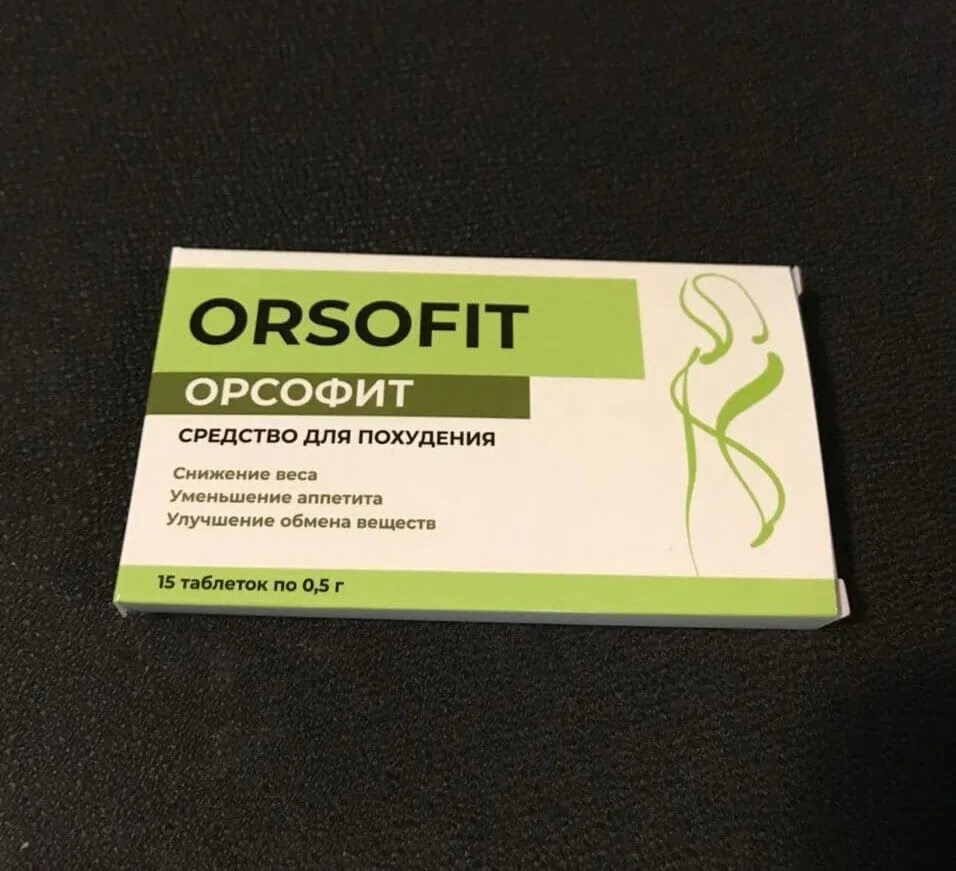 ORSOFIT
ОРСОФИТ
СРЕДСТВО ДЛЯ ПОХУДЕНИЯ
Снижение веса
Уменьшение аппетита
Улучшение обмена веществ
15 таблеток по 0,5 г